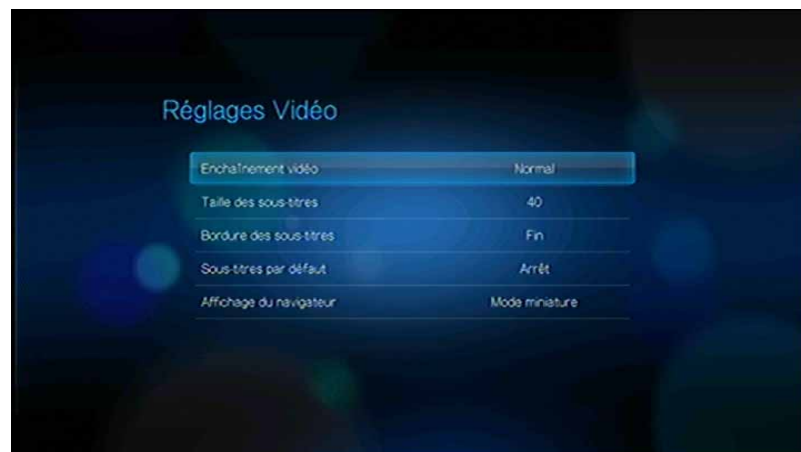 Réglages Vidéo
Enchaînement vidéo Normal
Taille des sous-titres 40
Bordure des sous-titres Fin
Sous-titres par défaut Arrêt
Affichage du navigateur Mode miniature